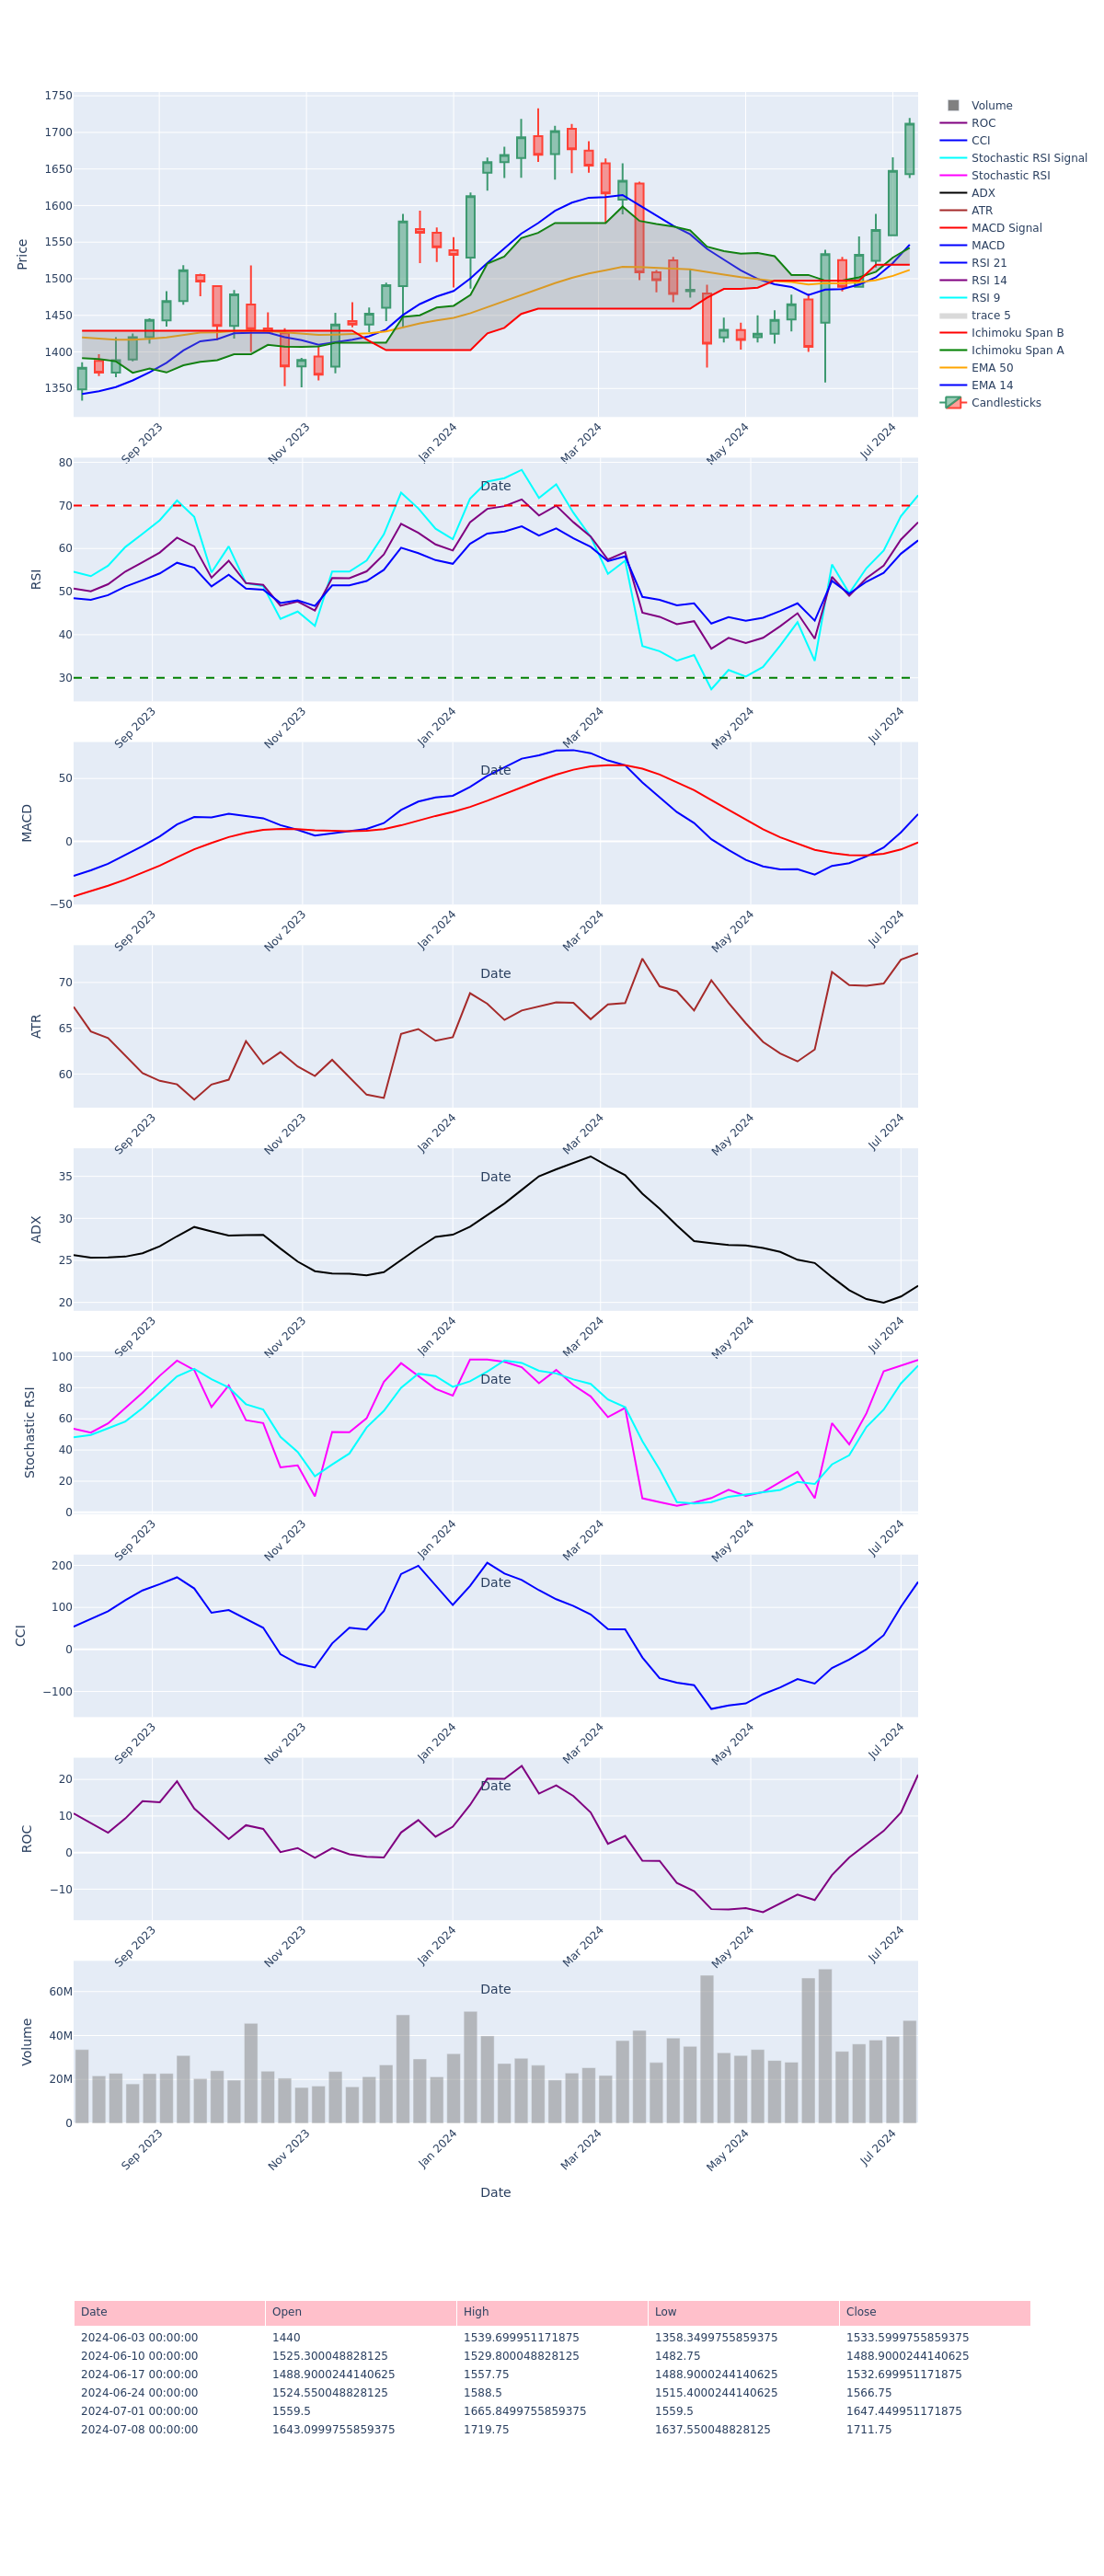 Price
1750
1700
1650
1600
1550
1500
1450
1400
1350
Sep 2023
Nov 2023
Jan 2024
Mar 2024
May 2024
Jul 2024
Date
Volume
ROC
CCI
Stochastic RSI Signal
Stochastic RSI
ADX
ATR
MACD Signal
MACD
RSI 21
RSI 14
RSI 9
trace 5
Ichimoku Span B
Ichimoku Span A
EMA 50
EMA 14
Candlesticks
RSI
80
70
60
50
40
30
Sep 2023
Nov 2023
Jan 2024
Mar 2024
May 2024
Jul 2024
Date
MACD
50
0
−50
Sep 2023
Nov 2023
Jan 2024
Mar 2024
May 2024
Jul 2024
Date
ATR
70
65
60
Sep 2023
Nov 2023
Jan 2024
Mar 2024
May 2024
Jul 2024
Date
ADX
35
30
25
20
Sep 2023
Nov 2023
Jan 2024
Mar 2024
May 2024
Jul 2024
Date
Stochastic RSI
100
80
60
40
20
0
Sep 2023
Nov 2023
Jan 2024
Mar 2024
May 2024
Jul 2024
Date
CCI
200
100
0
−100
Sep 2023
Nov 2023
Jan 2024
Mar 2024
May 2024
Jul 2024
Date
ROC
20
10
0
−10
Sep 2023
Nov 2023
Jan 2024
Mar 2024
May 2024
Jul 2024
Date
Volume
60M
40M
20M
0
Sep 2023
Nov 2023
Jan 2024
Mar 2024
May 2024
Jul 2024
Date
Date Open High Low Close
2024-06-03 00:00:00 1440 1539.699951171875 1358.3499755859375 1533.5999755859375
2024-06-10 00:00:00 1525.300048828125 1529.800048828125 1482.75 1488.9000244140625
2024-06-17 00:00:00 1488.9000244140625 1557.75 1488.9000244140625 1532.699951171875
2024-06-24 00:00:00 1524.550048828125 1588.5 1515.4000244140625 1566.75
2024-07-01 00:00:00 1559.5 1665.8499755859375 1559.5 1647.449951171875
2024-07-08 00:00:00 1643.0999755859375 1719.75 1637.550048828125 1711.75